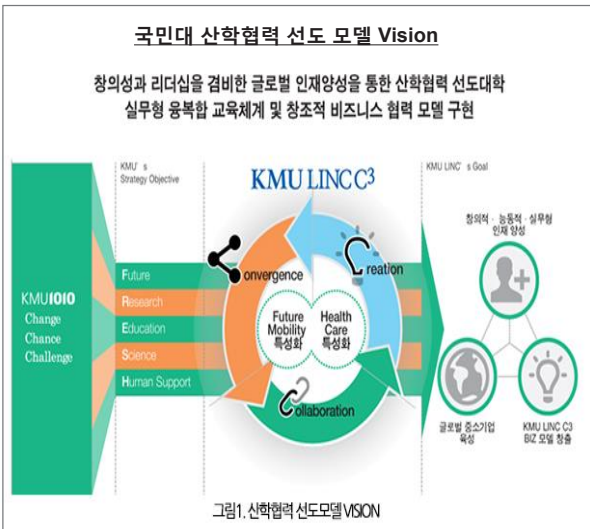 국민대 산학협력 선도 모델 Vision
창의성과 리더십을 겸비한 글로벌 인재양성을 통한 산학협력 선도대학
실무형 융복합 교육체계 및 창조적 비즈니스 협력 모델 구현
KMU1010
Change
Chance
Challenge
KMU' s
Strategy Objective
Future
Research
Education
Science
Human Support
KMU LINC C3
Convergence
Creation
Collaboration
Future
Mobility
특성화
Health
Care
특성화
KMU LINC' s Goal
창의적 · 능동적 · 실무형
인재 양성
글로벌 중소기업
육성
KMU LINC C3
BIZ 모델 창출
그림1. 산학협력 선도모델 VISION